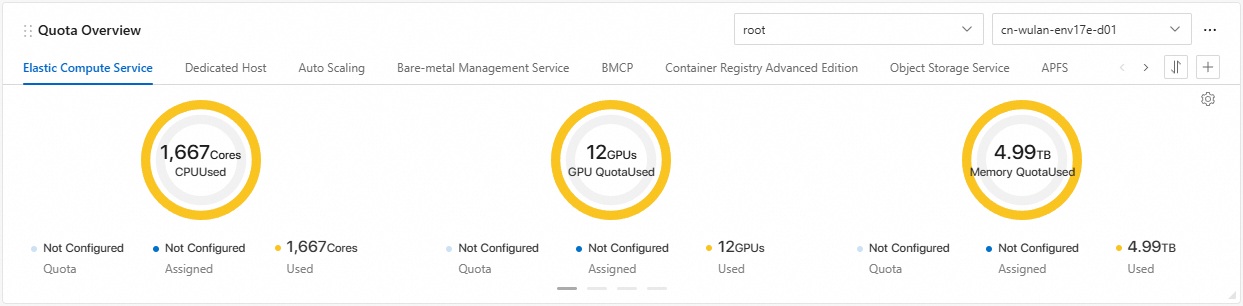 Quota Overview
root
cn-wulan-env17e-d01
Elastic Compute Service
Dedicated Host
Auto Scaling
Bare-metal Management Service
BMCP
Container Registry Advanced Edition
Object Storage Service
APFS
1,667Cores
CPUUsed
12GPUs
GPU QuotaUsed
4.99TB
Memory QuotaUsed
Not Configured
Quota
Not Configured
Assigned
1,667Cores
Used
Not Configured
Quota
Not Configured
Assigned
12GPUs
Used
Not Configured
Quota
Not Configured
Assigned
4.99TB
Used